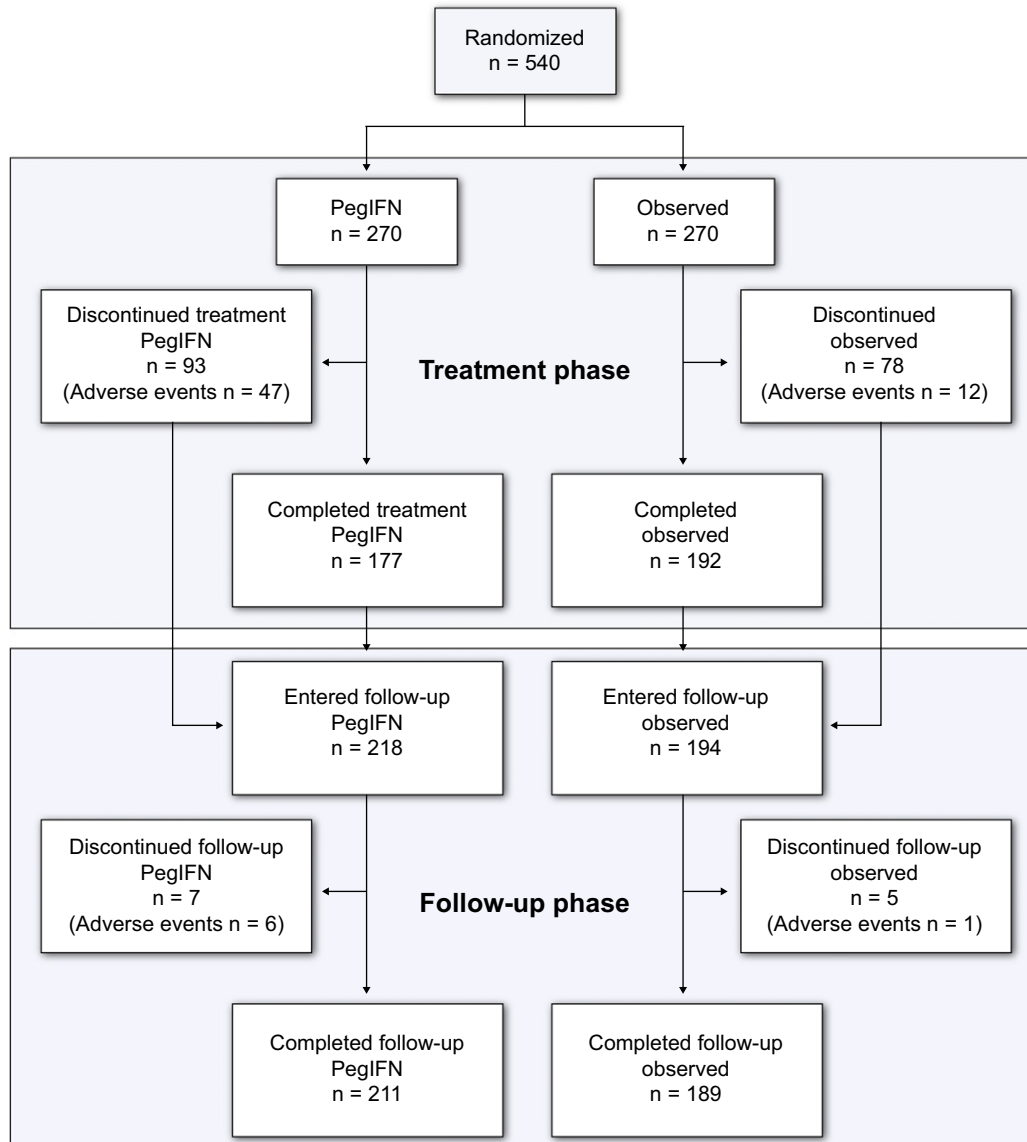 Randomized
n = 540
PegIFN
n = 270
Observed
n = 270
Discontinued treatment
PegIFN
n = 93
(Adverse events n = 47)
Treatment phase
Discontinued
observed
n = 78
(Adverse events n = 12)
Completed treatment
PegIFN
n = 177
Completed
observed
n = 192
Entered follow-up
PegIFN
n = 218
Entered follow-up
observed
n = 194
Discontinued follow-up
PegIFN
n = 7
(Adverse events n = 6)
Follow-up phase
Discontinued follow-up
observed
n = 5
(Adverse events n = 1)
Completed follow-up
PegIFN
n = 211
Completed follow-up
observed
n = 189